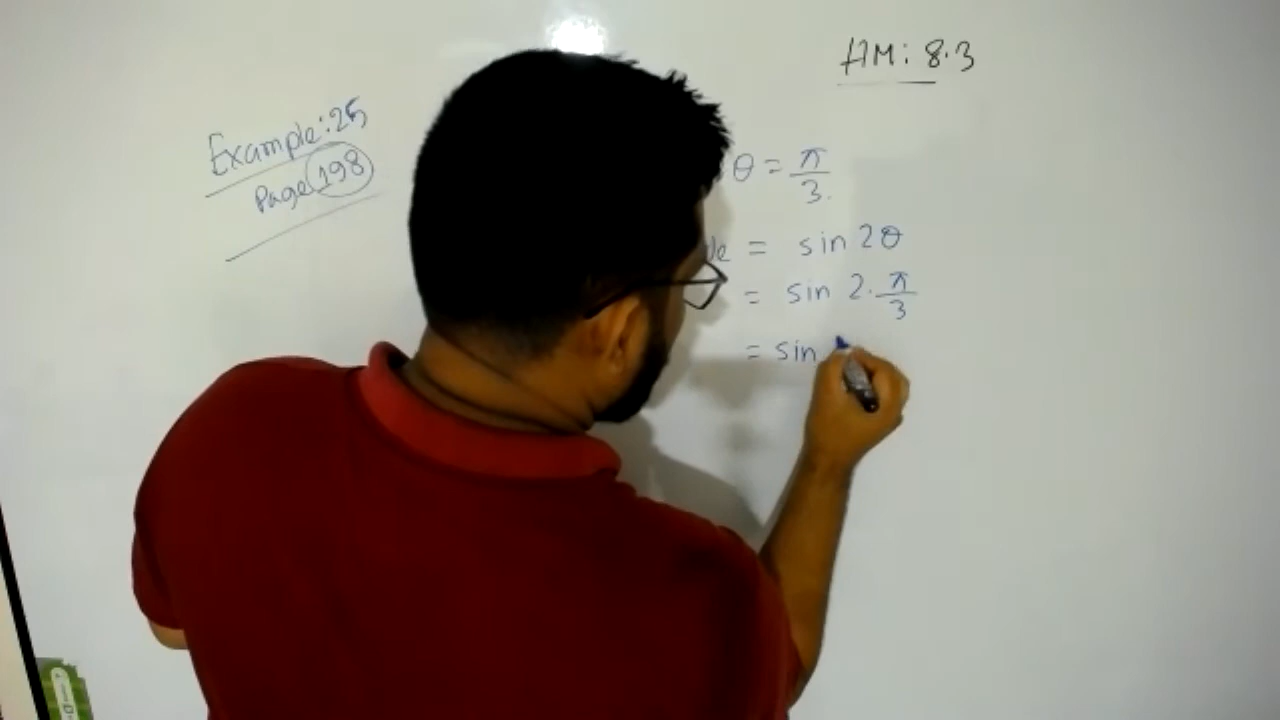 HM: 8.3
Example: 25
Page 198
θ = π/3.
= sin 2θ
= sin 2. π/3
= sin